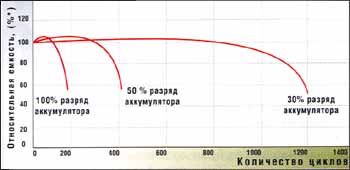 Относительная емкость, (%*)
120
100
80
60
40
20
0
100% разряд
аккумулятора
50 % разряд
аккумулятора
30% разряд
аккумулятора
0 200 400 600 800 1000 1200 1400
Количество циклов